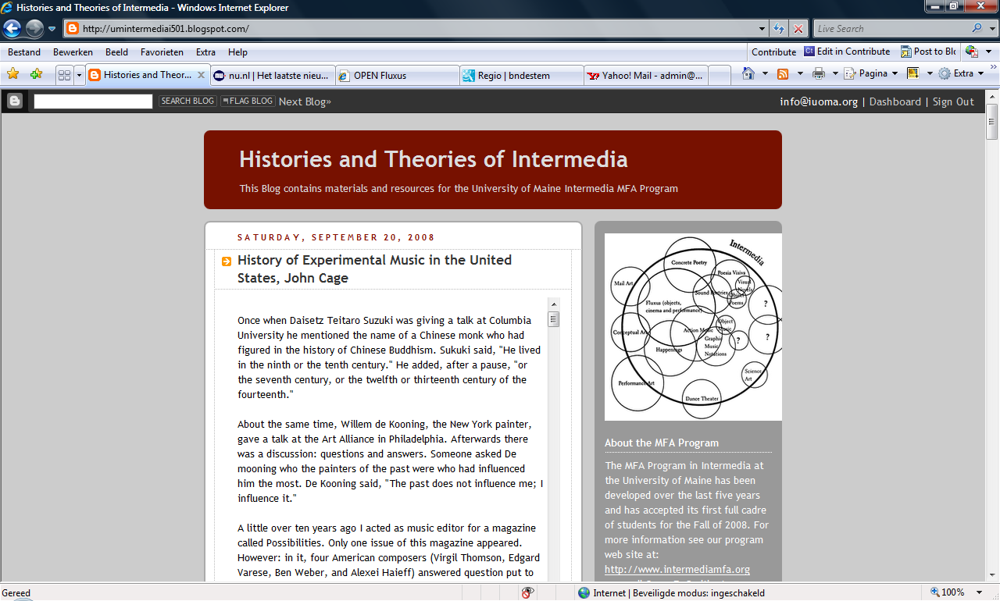 Histories and Theories of Intermedia - Windows Internet Explorer
http://umintermediai501.blogspot.com/
Live Search
Bestand Bewerken Beeld Favorieten Extra Help
Contribute Edit in Contribute Post to Blc
Histories and Theor...
nu.nl | Het laatste nieu...
OPEN Fluxus
Regio | bndestem
Yahoo! Mail - admin@...
Pagina Extra
SEARCH BLOG FLAG BLOG Next Blog»
info@iuoma.org | Dashboard | Sign Out
Histories and Theories of Intermedia
This Blog contains materials and resources for the University of Maine Intermedia MFA Program
SATURDAY, SEPTEMBER 20, 2008
History of Experimental Music in the United
States, John Cage
Once when Daisetz Teitaro Suzuki was giving a talk at Columbia
University he mentioned the name of a Chinese monk who had
figured in the history of Chinese Buddhism. Sukuki said, "He lived
in the ninth or the tenth century." He added, after a pause, "or
the seventh century, or the twelfth or thirteenth century of the
fourteenth."
About the same time, Willem de Kooning, the New York painter,
gave a talk at the Art Alliance in Philadelphia. Afterwards there
was a discussion: questions and answers. Someone asked De
mooning who the painters of the past were who had influenced
him the most. De Kooning said, "The past does not influence me; I
influence it."
A little over ten years ago I acted as music editor for a magazine
called Possibilities. Only one issue of this magazine appeared.
However: in it, four American composers (Virgil Thomson, Edgard
Varese, Ben Weber, and Alexei Haieff) answered question put to
Intermedia
Concrete Poetry
Poesia Visiva
Mail Art
Visual
Novels
Sound Poetries
Object
Poems
?
Fluxus (objects,
cinema and performance)
Object
Music
Conceptual Art
Action Music
Graphic
Music
Notations
?
?
Happenings
Science
Art
Performance Art
Dance Theater
About the MFA Program
The MFA Program in Intermedia at
the University of Maine has been
developed over the last five years
and has accepted its first full cadre
of students for the Fall of 2008. For
more information see our program
web site at:
http://www.intermediamfa.org
Gereed
Internet | Beveiligde modus: ingeschakeld
100%